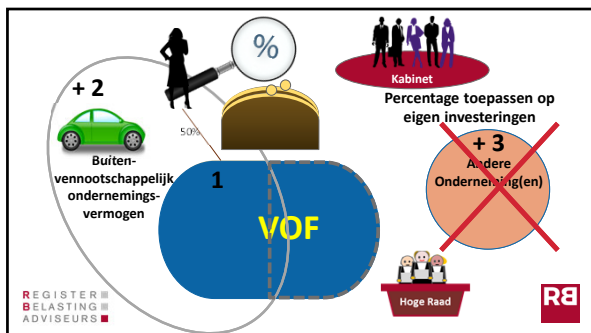 %
Kabinet
+ 2
Percentage toepassen op
eigen investeringen
50%
+ 3
Andere
Onderneming(en)
Buiten-
vennootschappelijk
ondernemings-
vermogen
1
VOF
Hoge Raad
REGISTER
BELASTING
ADVISEURS
RB